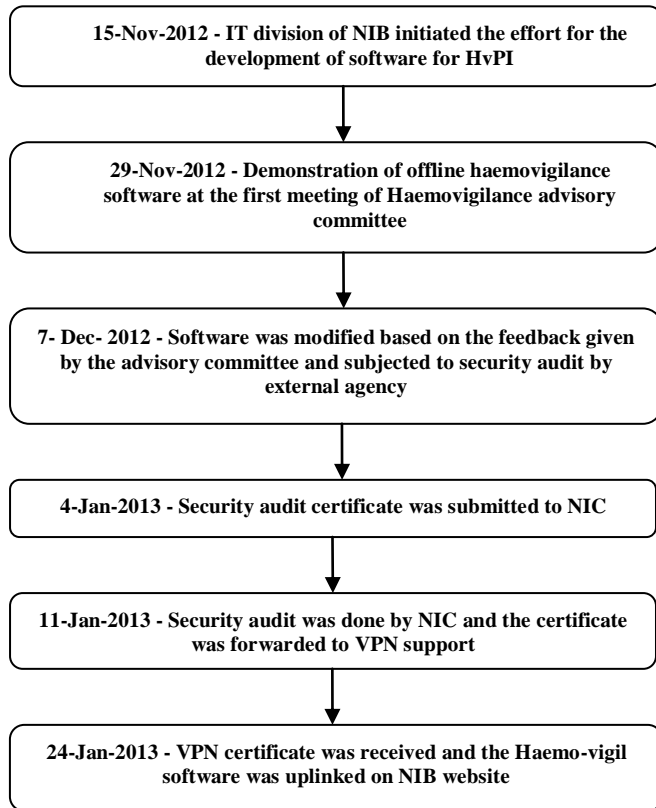 15-Nov-2012 - IT division of NIB initiated the effort for the
development of software for HvPI
29-Nov-2012 - Demonstration of offline haemovigilance
software at the first meeting of Haemovigilance advisory
committee
7- Dec- 2012 - Software was modified based on the feedback given
by the advisory committee and subjected to security audit by
external agency
4-Jan-2013 - Security audit certificate was submitted to NIC
11-Jan-2013 - Security audit was done by NIC and the certificate
was forwarded to VPN support
24-Jan-2013 - VPN certificate was received and the Haemo-vigil
software was uplinked on NIB website